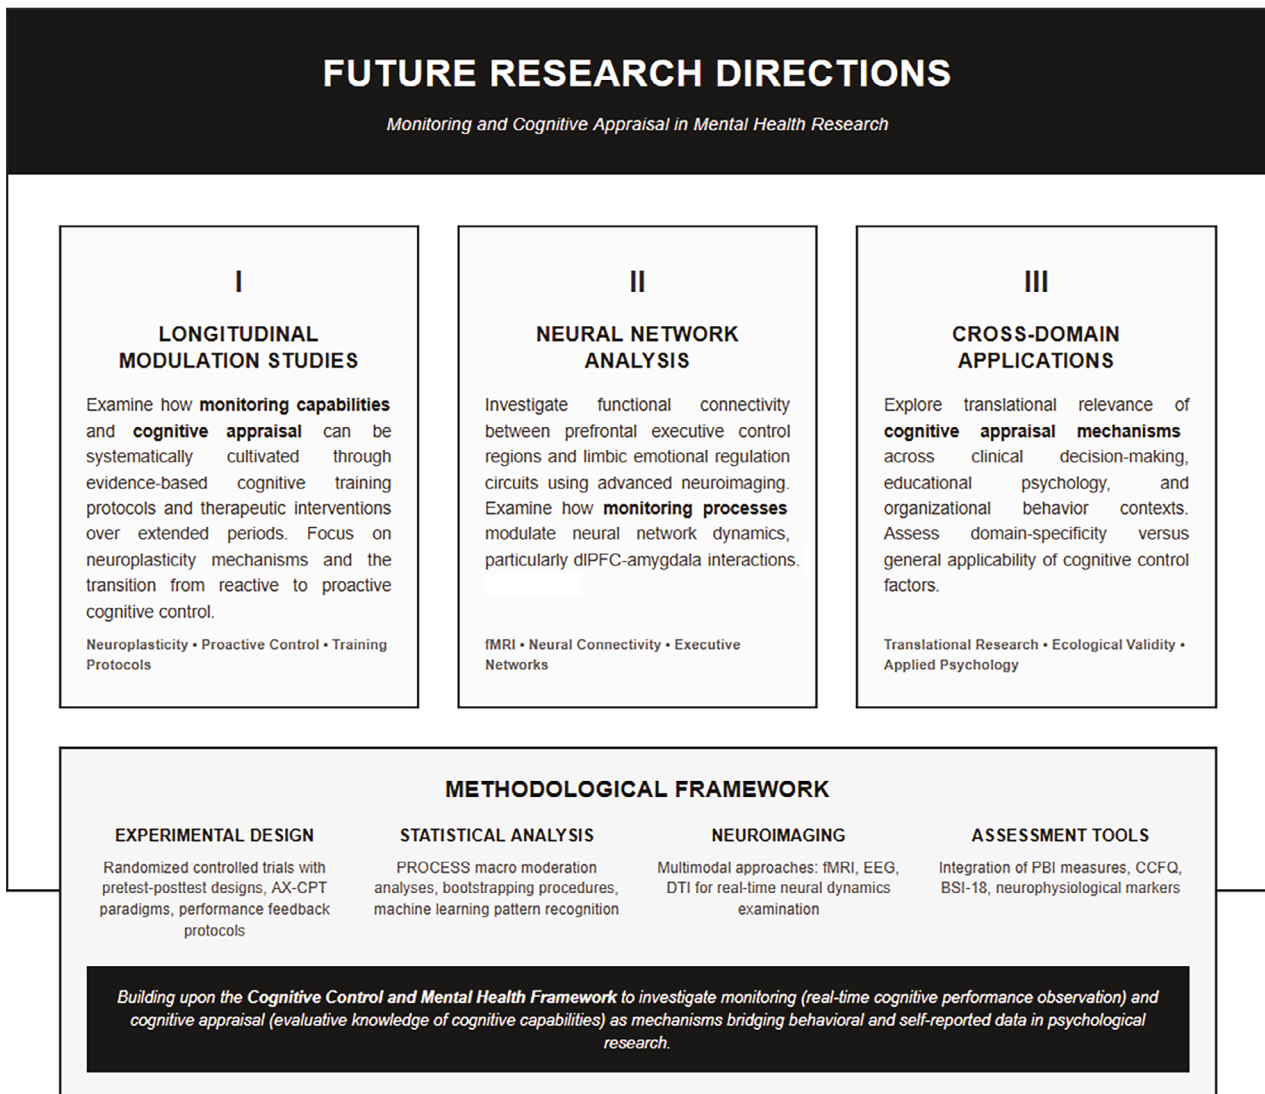 FUTURE RESEARCH DIRECTIONS
Monitoring and Cognitive Appraisal in Mental Health Research
I
LONGITUDINAL
MODULATION STUDIES
Examine how monitoring capabilities
and cognitive appraisal can be
systematically cultivated through
evidence-based cognitive training
protocols and therapeutic interventions
over extended periods. Focus on
neuroplasticity mechanisms and the
transition from reactive to proactive
cognitive control.
Neuroplasticity • Proactive Control • Training
Protocols
II
NEURAL NETWORK
ANALYSIS
Investigate functional connectivity
between prefrontal executive control
regions and limbic emotional regulation
circuits using advanced neuroimaging.
Examine how monitoring processes
modulate neural network dynamics,
particularly dlPFC-amygdala interactions.
fMRI • Neural Connectivity • Executive
Networks
III
CROSS-DOMAIN
APPLICATIONS
Explore translational relevance of
cognitive appraisal mechanisms
across clinical decision-making,
educational psychology, and
organizational behavior contexts.
Assess domain-specificity versus
general applicability of cognitive control
factors.
Translational Research • Ecological Validity •
Applied Psychology
METHODOLOGICAL FRAMEWORK
EXPERIMENTAL DESIGN
Randomized controlled trials with
pretest-posttest designs, AX-CPT
paradigms, performance feedback
protocols
STATISTICAL ANALYSIS
PROCESS macro moderation
analyses, bootstrapping procedures,
machine learning pattern recognition
NEUROIMAGING
Multimodal approaches: fMRI, EEG,
DTI for real-time neural dynamics
examination
ASSESSMENT TOOLS
Integration of PBI measures, CCFQ,
BSI-18, neurophysiological markers
Building upon the Cognitive Control and Mental Health Framework to investigate monitoring (real-time cognitive performance observation) and
cognitive appraisal (evaluative knowledge of cognitive capabilities) as mechanisms bridging behavioral and self-reported data in psychological
research.